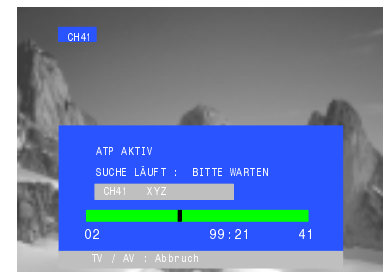 CH41
ATP AKTIV
SUCHE LÄUFT : BITTE WARTEN
CH41 XYZ
02 99:21 41
TV / AV : Abbruch